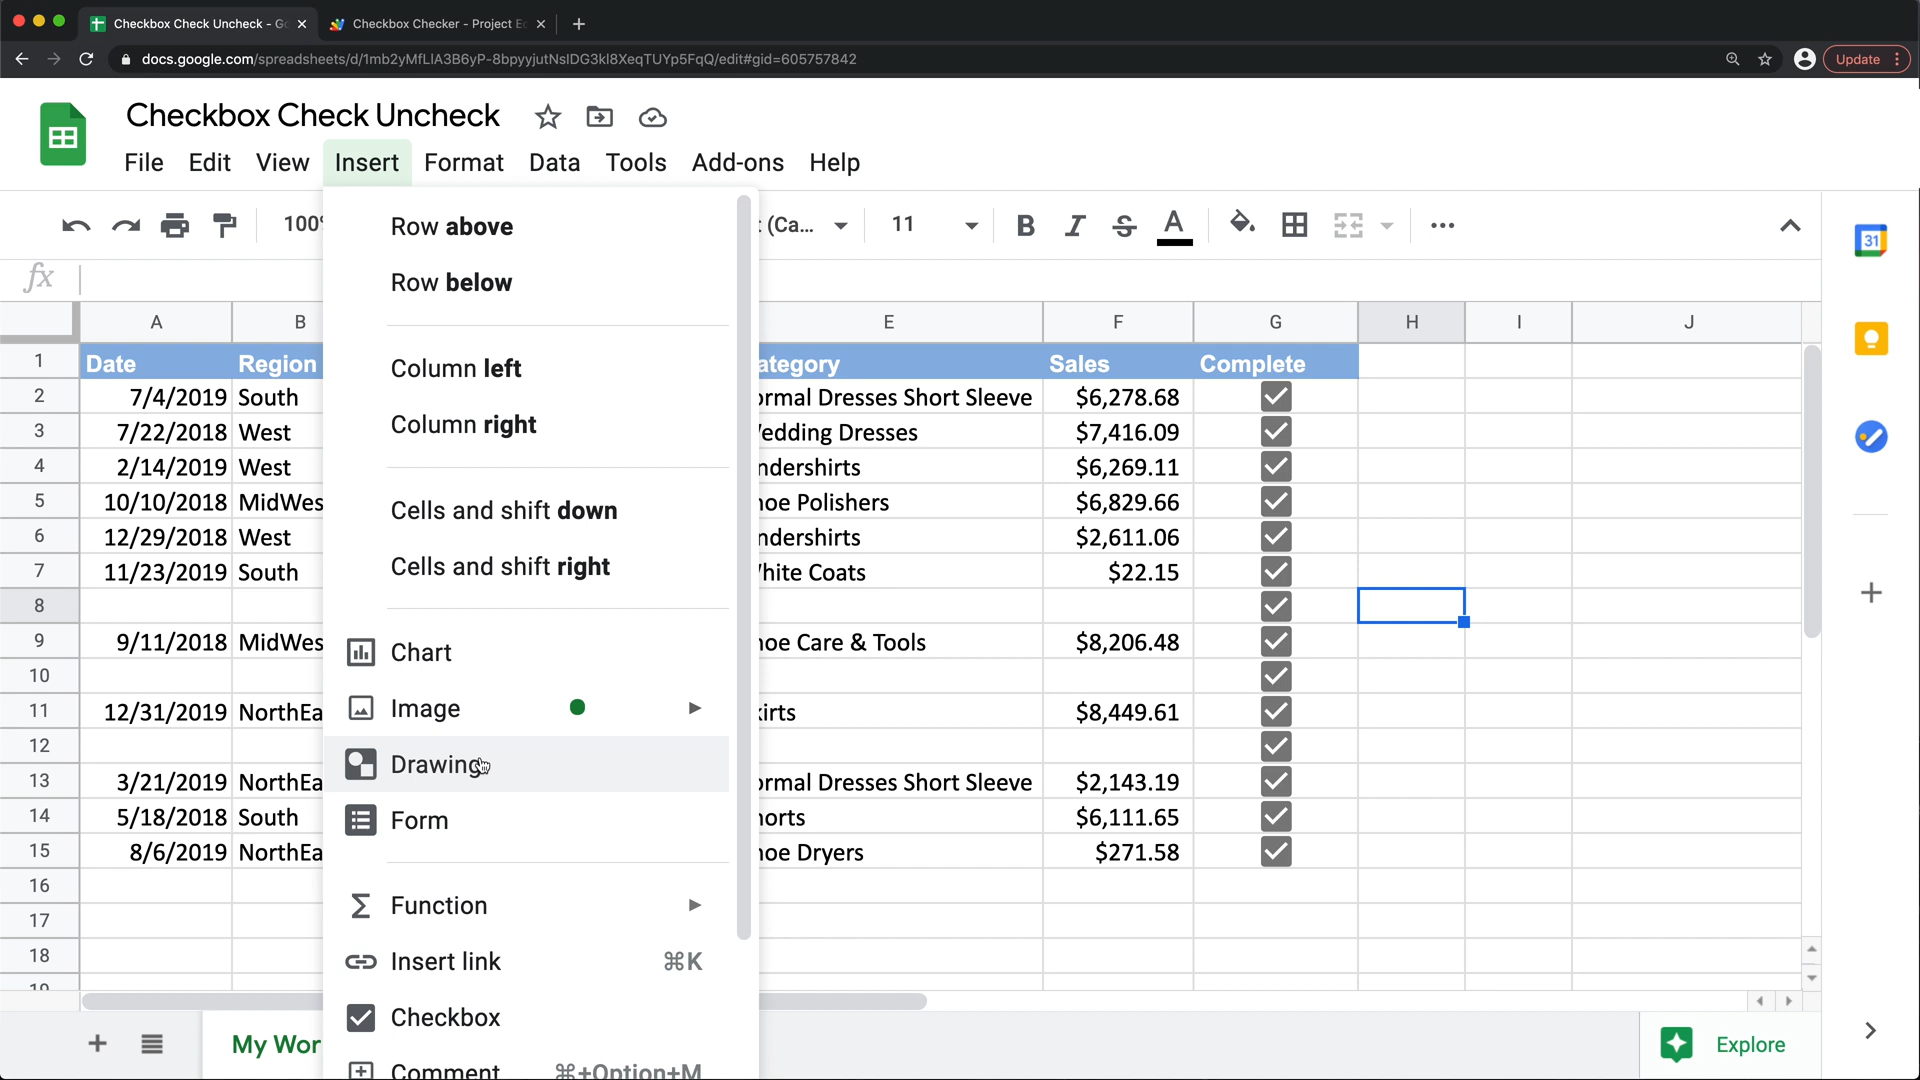 Checkbox Check Uncheck - Go
Checkbox Checker - Project Ed
docs.google.com/spreadsheets/d/1mb2yMfLIA3B6yP-8bpyyjutNsIDG3kI8XeqTUYp5FqQ/edit#gid=605757842
Update
Checkbox Check Uncheck
File Edit View Insert Format Data Tools Add-ons Help
100% (Ca... 11 B I S A
31
fx
A B E F G H I J
1 Date Region ategory Sales Complete
2 7/4/2019 South ormal Dresses Short Sleeve $6,278.68
3 7/22/2018 West edding Dresses $7,416.09
4 2/14/2019 West ndershirts $6,269.11
5 10/10/2018 MidWes hoe Polishers $6,829.66
6 12/29/2018 West ndershirts $2,611.06
7 11/23/2019 South hite Coats $22.15
8
9 9/11/2018 MidWes hoe Care & Tools $8,206.48
10
11 12/31/2019 NorthEa kirts $8,449.61
12
13 3/21/2019 NorthEa ormal Dresses Short Sleeve $2,143.19
14 5/18/2018 South horts $6,111.65
15 8/6/2019 NorthEa hoe Dryers $271.58
16
17
18
19
Row above
Row below
Column left
Column right
Cells and shift down
Cells and shift right
Chart
Image
Drawing
Form
Function
Insert link ⌘K
Checkbox
Comment ⌘+Option+M
My Wor
Explore